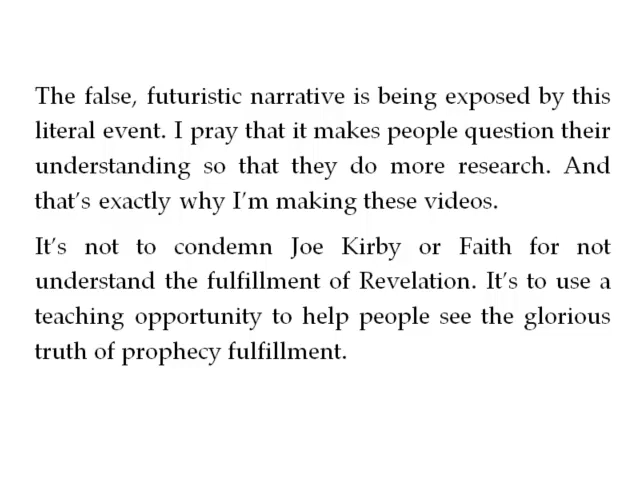 The false, futuristic narrative is being exposed by this
literal event. I pray that it makes people question their
understanding so that they do more research. And
that's exactly why I'm making these videos.
It's not to condemn Joe Kirby or Faith for not
understand the fulfillment of Revelation. It's to use a
teaching opportunity to help people see the glorious
truth of prophecy fulfillment.